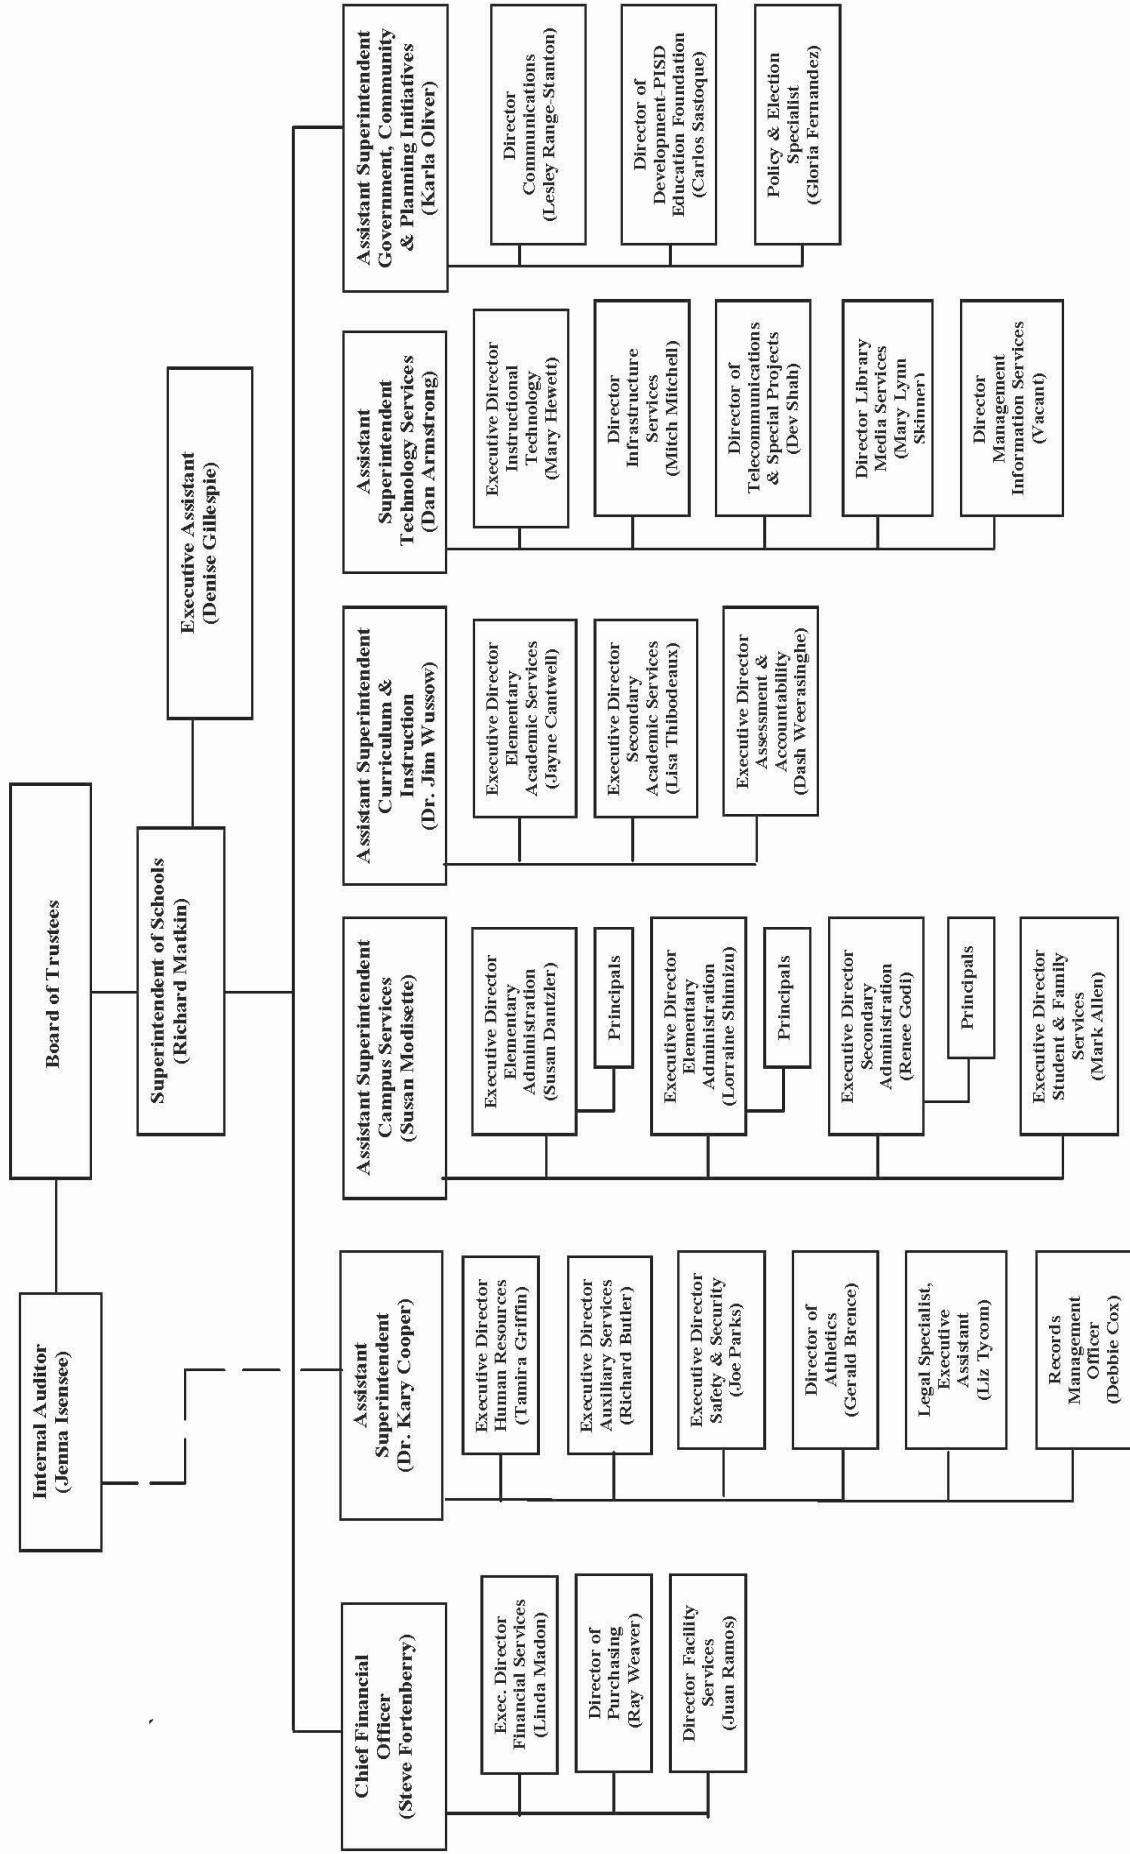 Board of Trustees
Internal Auditor
(Jenna Isensee)
Superintendent of Schools
(Richard Matkin)
Executive Assistant
(Denise Gillespie)
Chief Financial
Officer
(Steve Fortenberry)
Exec. Director
Financial Services
(Linda Madon)
Director of
Purchasing
(Ray Weaver)
Director Facility
Services
(Juan Ramos)
Assistant
Superintendent
(Dr. Kary Cooper)
Executive Director
Human Resources
(Tamira Griffin)
Executive Director
Auxiliary Services
(Richard Butler)
Executive Director
Safety & Security
(Joe Parks)
Director of
Athletics
(Gerald Brence)
Legal Specialist,
Executive
Assistant
(Liz Tycom)
Records
Management
Officer
(Debbie Cox)
Assistant Superintendent
Campus Services
(Susan Modisette)
Executive Director
Elementary
Administration
(Susan Dantzler)
Principals
Executive Director
Elementary
Administration
(Lorraine Shimizu)
Principals
Executive Director
Secondary
Administration
(Renee Godi)
Principals
Executive Director
Student & Family
Services
(Mark Allen)
Assistant Superintendent
Curriculum &
Instruction
(Dr. Jim Wussow)
Executive Director
Elementary
Academic Services
(Jayne Cantwell)
Executive Director
Secondary
Academic Services
(Lisa Thibodeaux)
Executive Director
Assessment &
Accountability
(Dash Weerasinghe)
Assistant
Superintendent
Technology Services
(Dan Armstrong)
Executive Director
Instructional
Technology
(Mary Hewett)
Director
Infrastructure
Services
(Mitch Mitchell)
Director of
Telecommunications
& Special Projects
(Dev Shah)
Director Library
Media Services
(Mary Lynn
Skinner)
Director
Management
Information Services
(Vacant)
Assistant Superintendent
Government, Community
& Planning Initiatives
(Karla Oliver)
Director
Communications
(Lesley Range-Stanton)
Director of
Development-PISD
Education Foundation
(Carlos Sastoque)
Policy & Election
Specialist
(Gloria Fernandez)